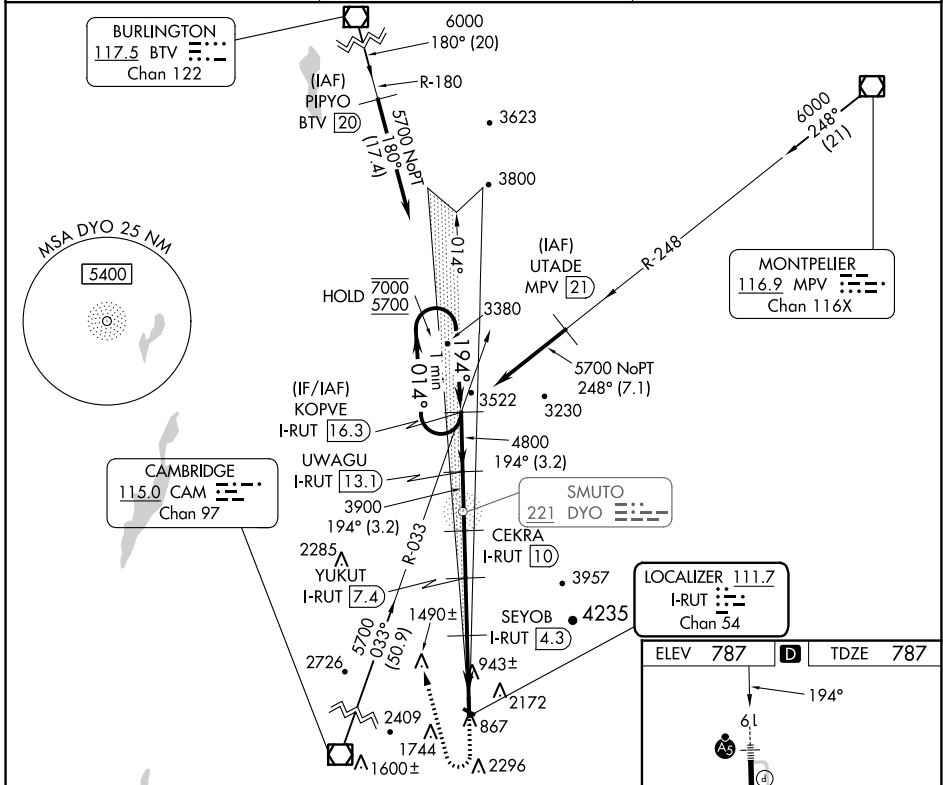 BURLINGTON
117.5 BTV
Chan 122
6000
180° (20)
R-180
(IAF)
PIPYO
BTV 20
5700 NoPT
180°
(17.4)
3623
3800
6000
248°
(21)
R-248
MONTPELIER
116.9 MPV
Chan 116X
MSA DYO 25 NM
5400
014°
(IAF)
UTADE
MPV 21
HOLD 7000
5700
3380
194°
1 min
014°
5700 NoPT
248° (7.1)
3522
3230
(IF/IAF)
KOPVE
I-RUT 16.3
4800
194° (3.2)
UWAGU
I-RUT 13.1
3900
194° (3.2)
SMUTO
221 DYO
CAMBRIDGE
115.0 CAM
Chan 97
R-033
CEKRA
I-RUT 10
2285
YUKUT
I-RUT 7.4
3957
LOCALIZER 111.7
I-RUT
Chan 54
1490±
SEYOB
I-RUT 4.3
4235
5700
033°
(50.9)
2726
943±
2172
867
2409
1744
1600±
2296
ELEV 787 D TDZE 787
194°
19
A5
P